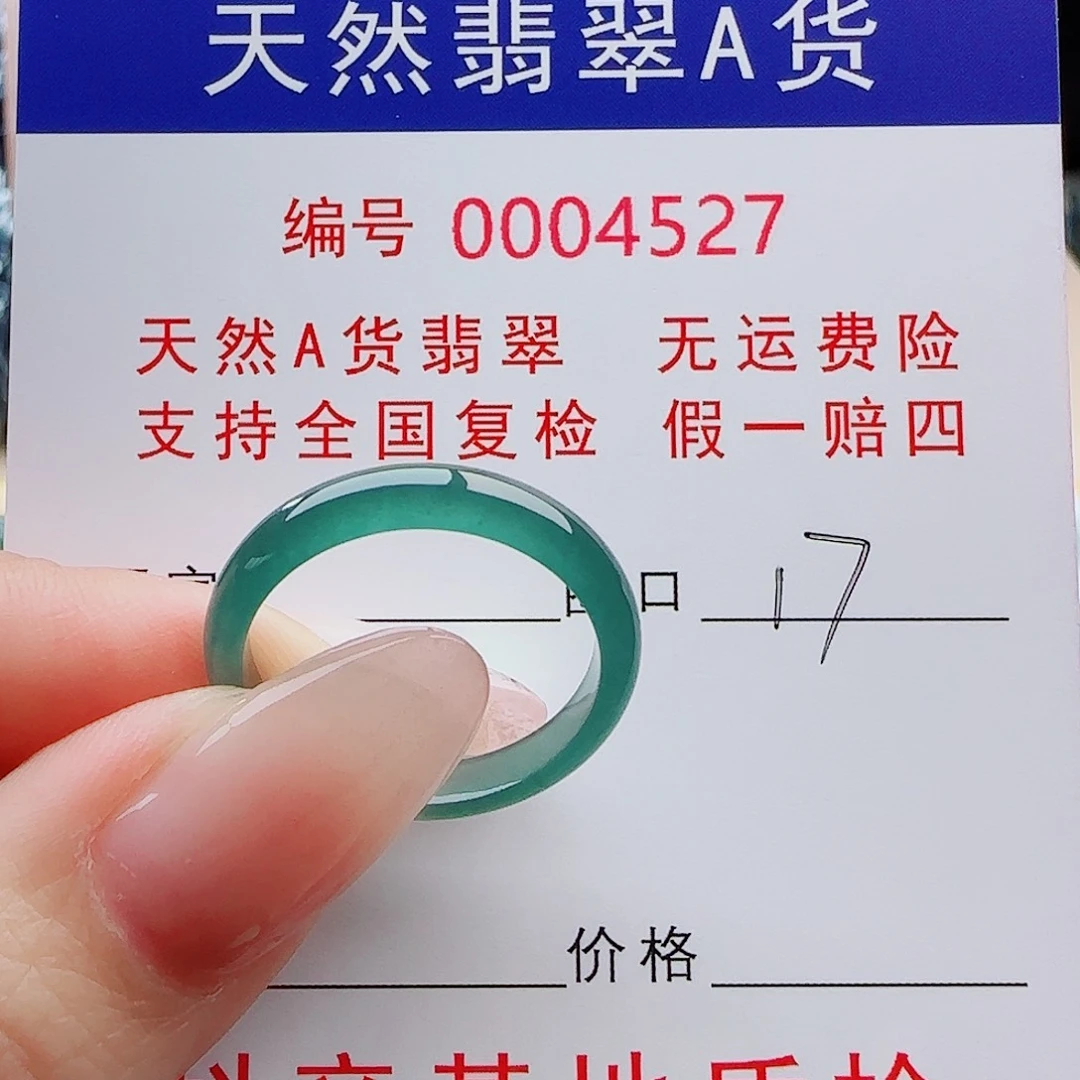 天然翡翠A货
编号 0004527
天然A货翡翠 无运费险
支持全国复检 假一赔四
口 17
价格